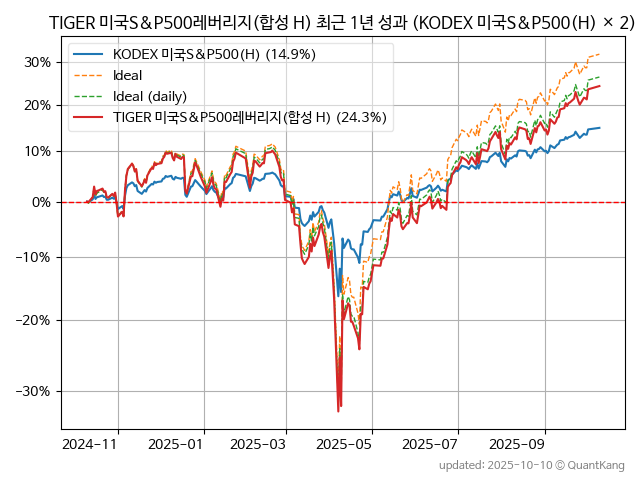 TIGER 미국S&P500레버리지(합성 H) 최근 1년 성과 (KODEX 미국S&P500(H) × 2)
KODEX 미국S&P500(H) (14.9%)
Ideal
Ideal (daily)
TIGER 미국S&P500레버리지(합성 H) (24.3%)
30%
20%
10%
0%
−10%
−20%
−30%
2024-11 2025-01 2025-03 2025-05 2025-07 2025-09
updated: 2025-10-10 © QuantKang